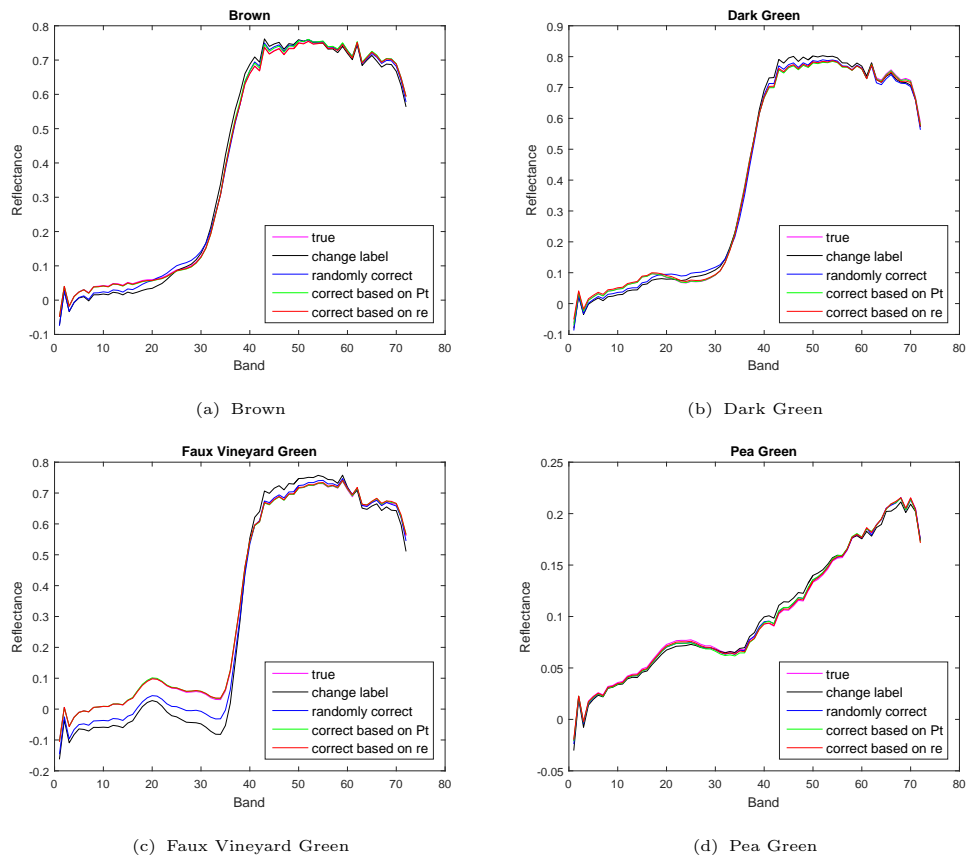 Brown
0.8
0.7
0.6
0.5
0.4
0.3
0.2
0.1
0
-0.1
Reflectance
0 10 20 30 40 50 60 70 80
Band
true
change label
randomly correct
correct based on Pt
correct based on re
(a) Brown
Dark Green
0.9
0.8
0.7
0.6
0.5
0.4
0.3
0.2
0.1
0
-0.1
Reflectance
0 10 20 30 40 50 60 70 80
Band
true
change label
randomly correct
correct based on Pt
correct based on re
(b) Dark Green
Faux Vineyard Green
0.8
0.7
0.6
0.5
0.4
0.3
0.2
0.1
0
-0.1
-0.2
Reflectance
0 10 20 30 40 50 60 70 80
Band
true
change label
randomly correct
correct based on Pt
correct based on re
(c) Faux Vineyard Green
Pea Green
0.25
0.2
0.15
0.1
0.05
0
-0.05
Reflectance
0 10 20 30 40 50 60 70 80
Band
true
change label
randomly correct
correct based on Pt
correct based on re
(d) Pea Green